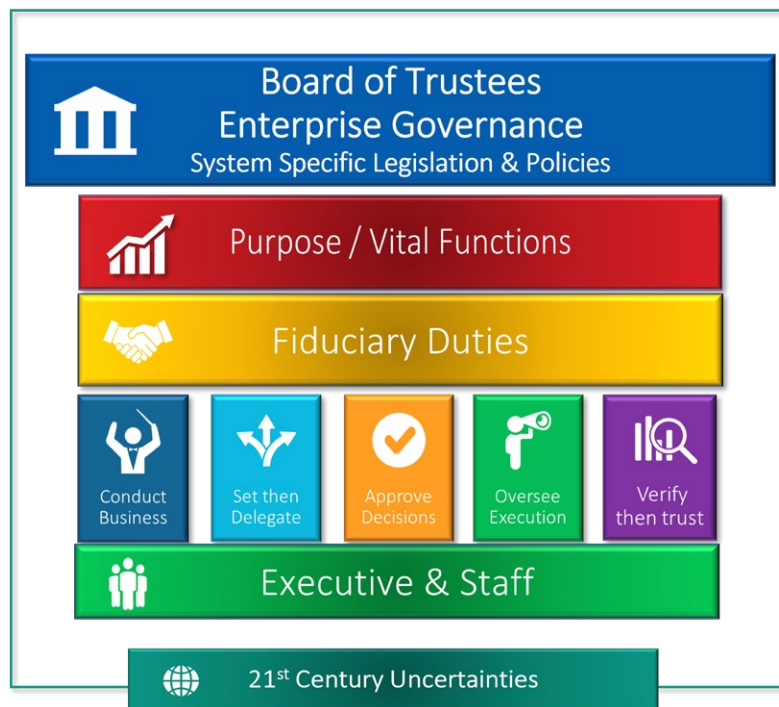 Board of Trustees
Enterprise Governance
System Specific Legislation & Policies
Purpose / Vital Functions
Fiduciary Duties
Conduct
Business
Set then
Delegate
Approve
Decisions
Oversee
Execution
Verify
then trust
Executive & Staff
21st Century Uncertainties